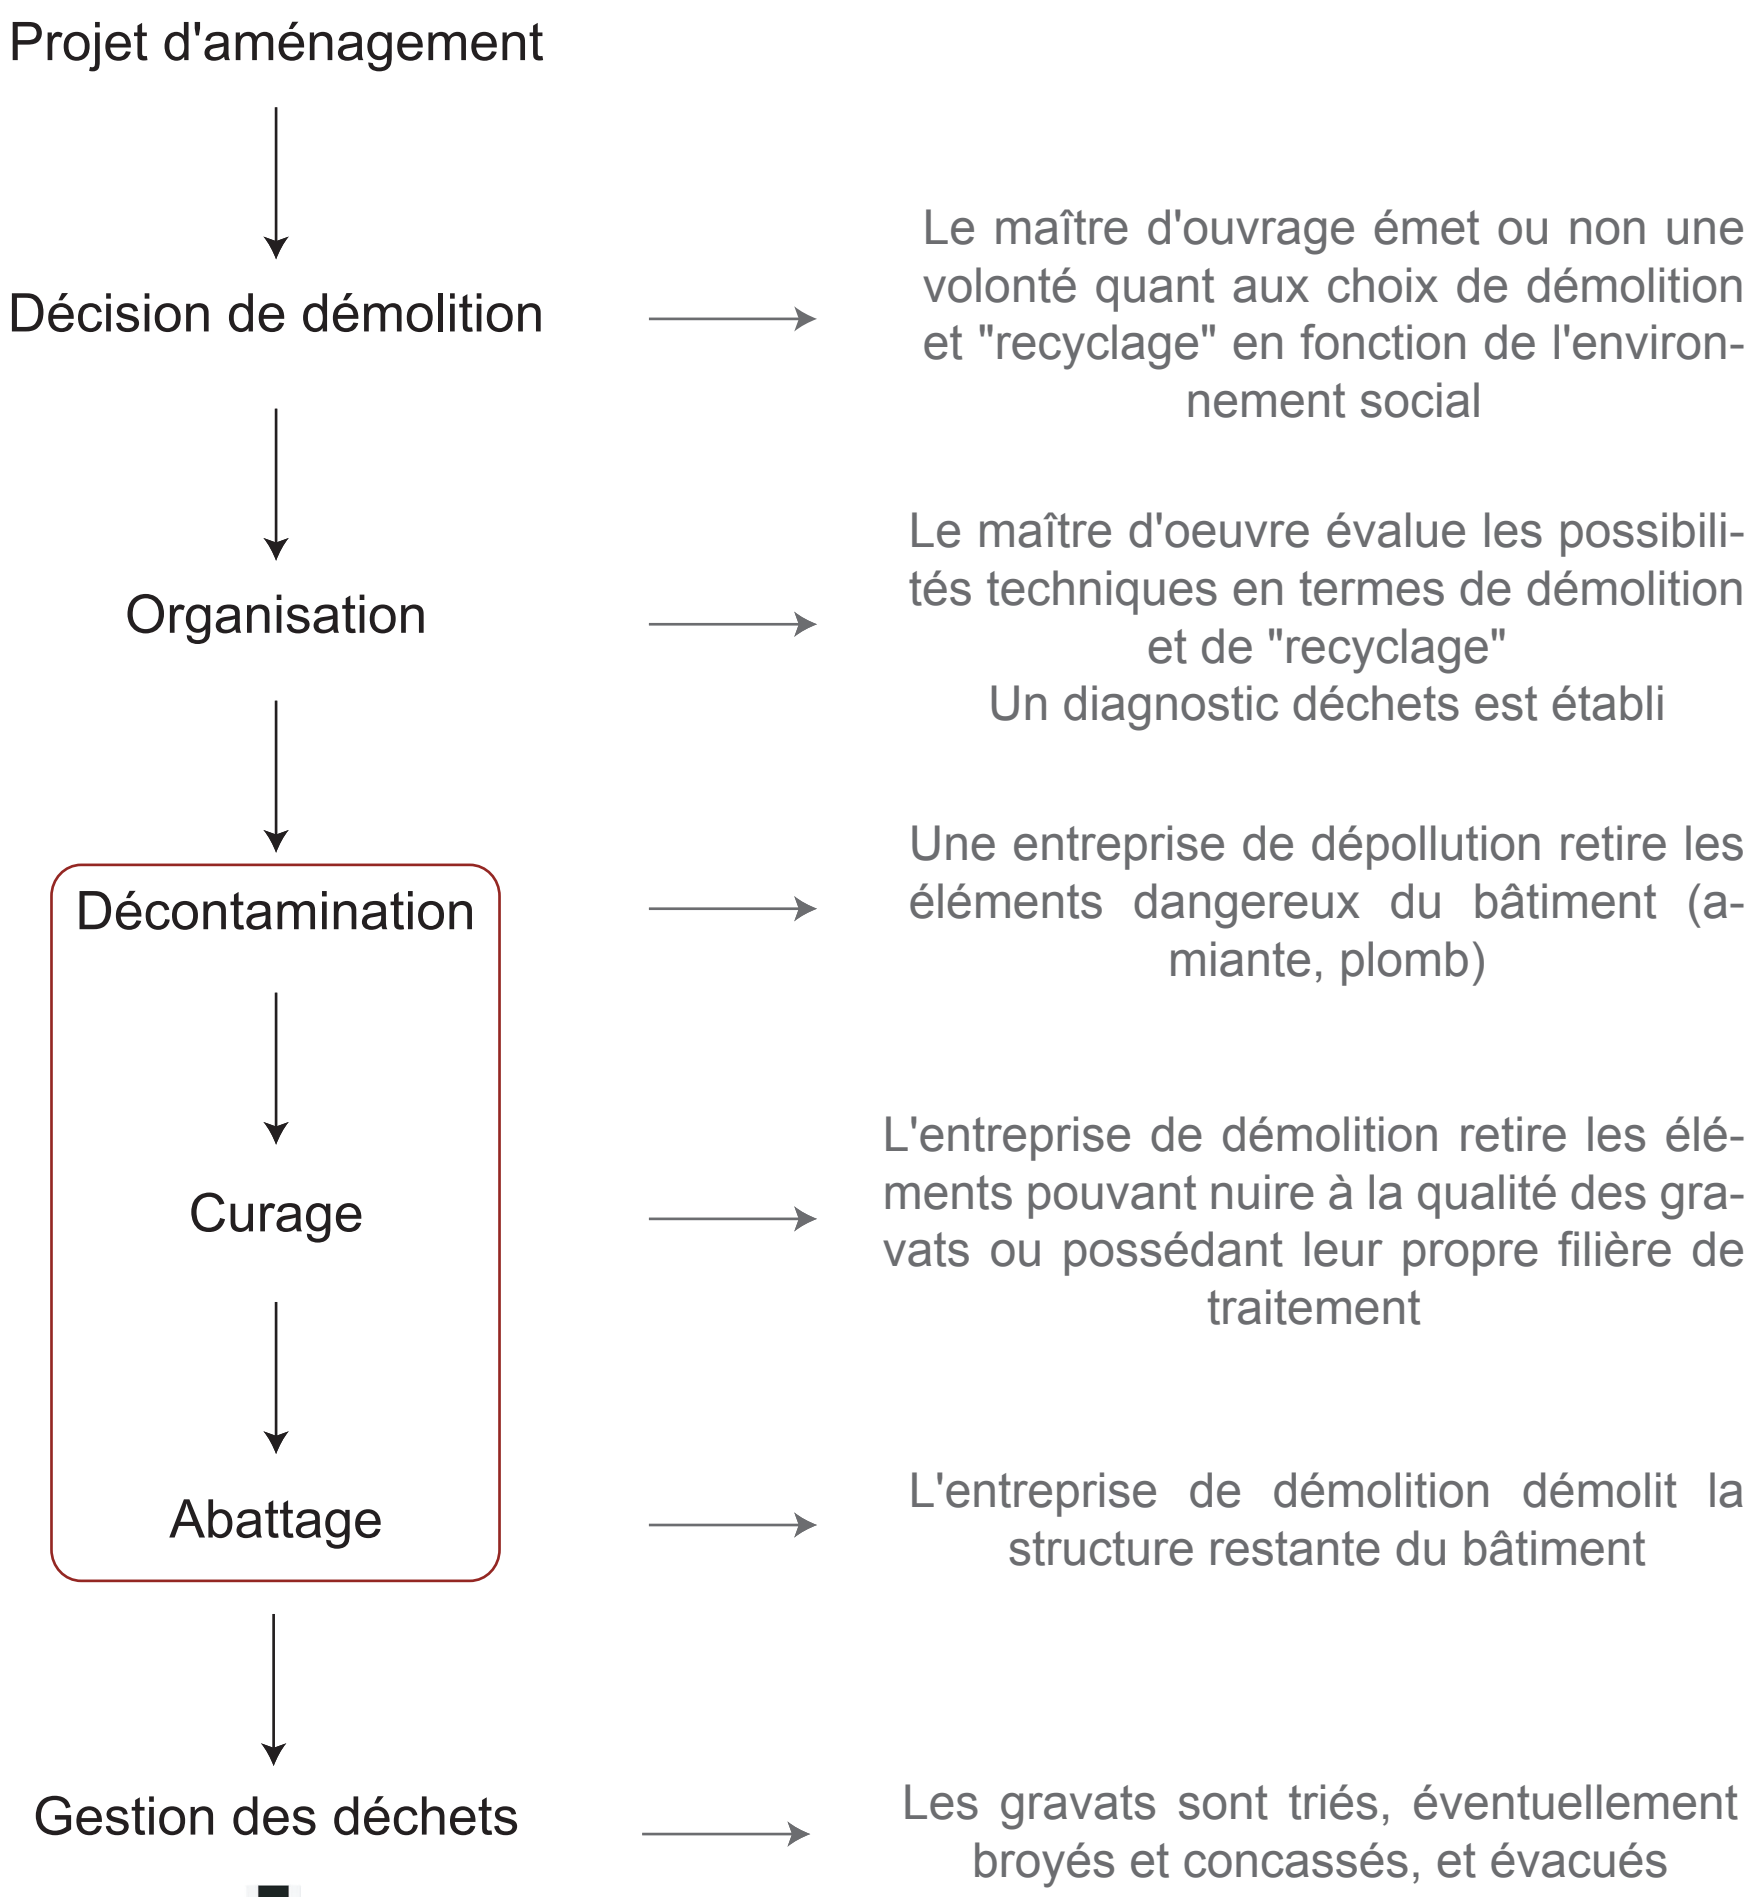 Projet d'aménagement
Décision de démolition
Le maître d'ouvrage émet ou non une
volonté quant aux choix de démolition
et "recyclage" en fonction de l'environ-
nement social
Organisation
Le maître d'oeuvre évalue les possibili-
tés techniques en termes de démolition
et de "recyclage"
Un diagnostic déchets est établi
Décontamination
Une entreprise de dépollution retire les
éléments dangereux du bâtiment (a-
miante, plomb)
Curage
L'entreprise de démolition retire les élé-
ments pouvant nuire à la qualité des gra-
vats ou possédant leur propre filière de
traitement
Abattage
L'entreprise de démolition démolit la
structure restante du bâtiment
Gestion des déchets
Les gravats sont triés, éventuellement
broyés et concassés, et évacués